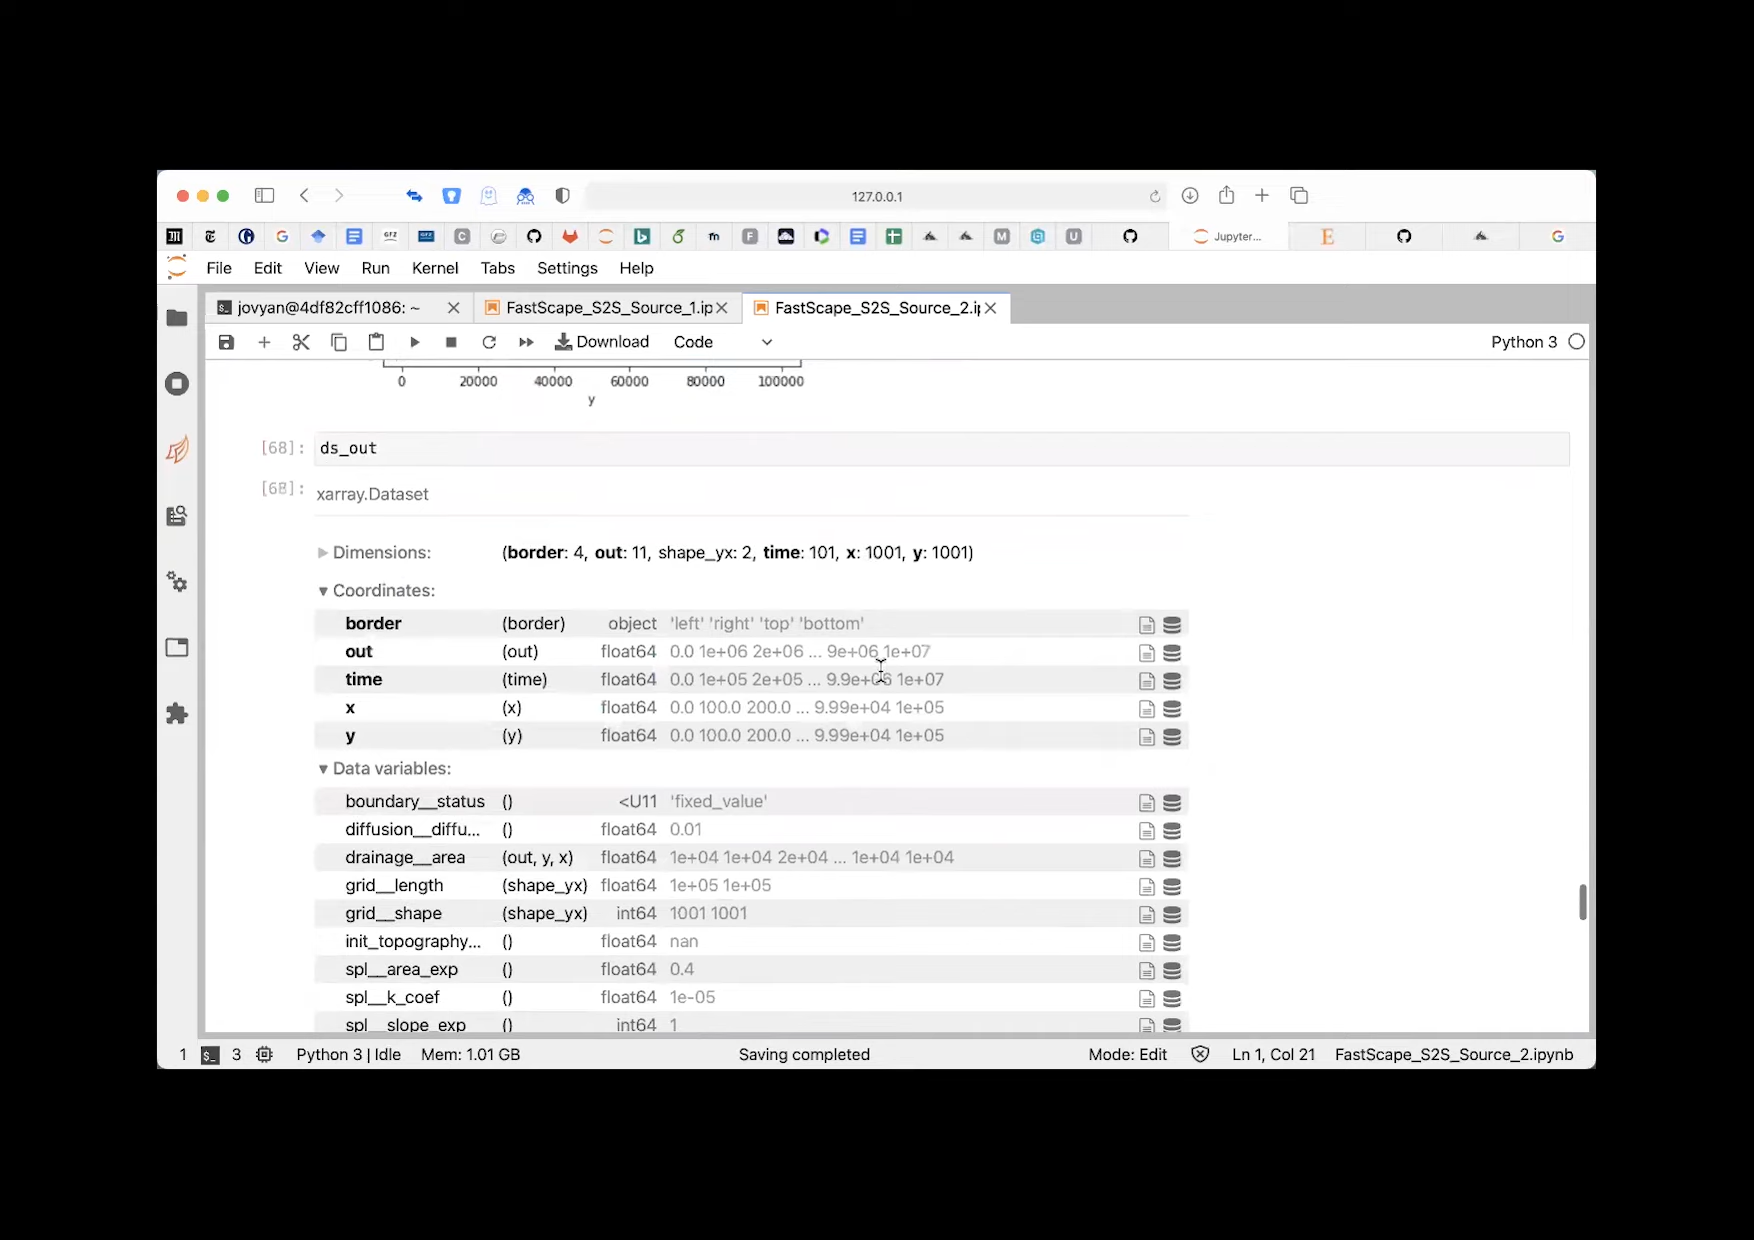 127.0.0.1
Jupyter...
File Edit View Run Kernel Tabs Settings Help
jovyan@4df82cff1086: ~
FastScape_S2S_Source_1.ip
FastScape_S2S_Source_2.i
Download Code Python 3
0 20000 40000 60000 80000 100000
y
[68]: ds_out
[68]: xarray.Dataset
Dimensions: (border: 4, out: 11, shape_yx: 2, time: 101, x: 1001, y: 1001)
Coordinates:
border (border) object 'left' 'right' 'top' 'bottom'
out (out) float64 0.0 1e+06 2e+06 ... 9e+06 1e+07
time (time) float64 0.0 1e+05 2e+05 ... 9.9e+06 1e+07
x (x) float64 0.0 100.0 200.0 ... 9.99e+04 1e+05
y (y) float64 0.0 100.0 200.0 ... 9.99e+04 1e+05
Data variables:
boundary__status () <U11 'fixed_value'
diffusion__diffu... () float64 0.01
drainage__area (out, y, x) float64 1e+04 1e+04 2e+04 ... 1e+04 1e+04
grid__length (shape_yx) float64 1e+05 1e+05
grid__shape (shape_yx) int64 1001 1001
init_topography... () float64 nan
spl__area_exp () float64 0.4
spl__k_coef () float64 1e-05
spl__slope_exp () int64 1
1 3 Python 3 | Idle Mem: 1.01 GB Saving completed Mode: Edit Ln 1, Col 21 FastScape_S2S_Source_2.ipynb